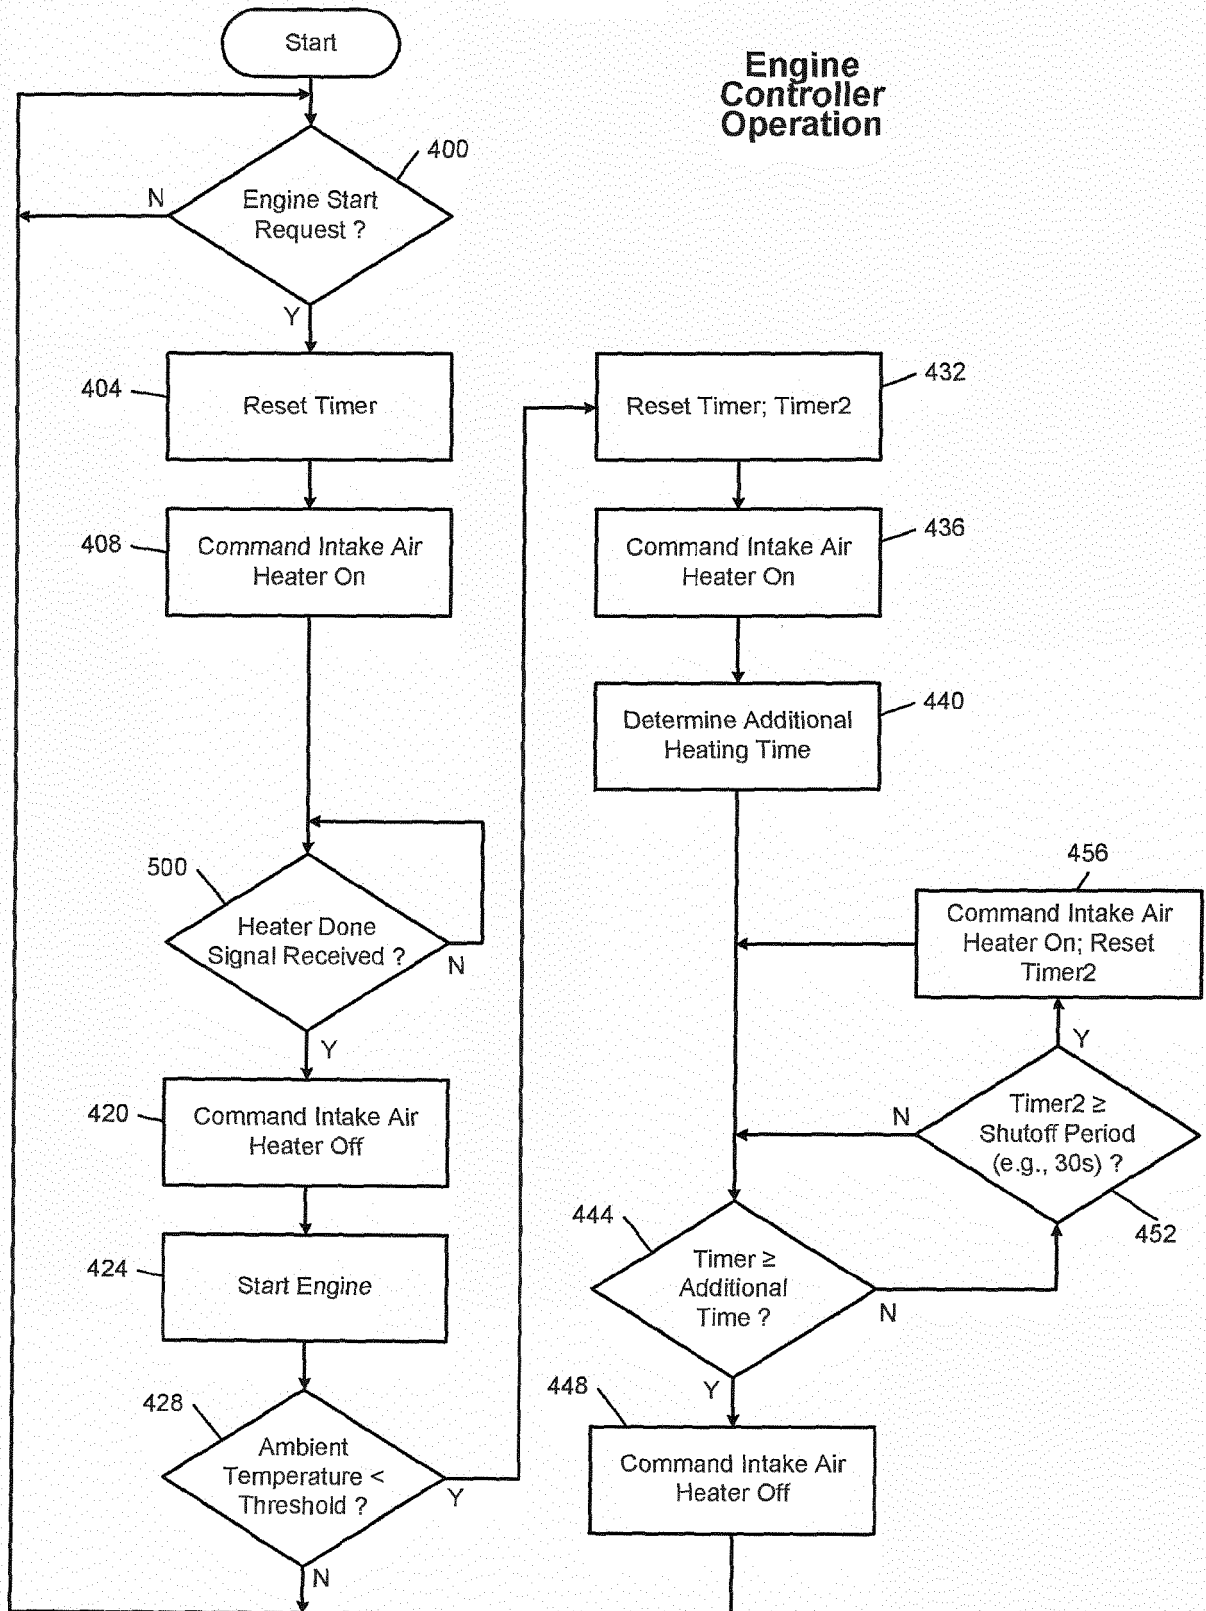 Start
Engine
Controller
Operation
400
Engine Start
Request ?
N
Y
404
Reset Timer
408
Command Intake Air
Heater On
500
Heater Done
Signal Received ?
N
Y
420
Command Intake Air
Heater Off
424
Start Engine
428
Ambient
Temperature <
Threshold ?
Y
N
432
Reset Timer; Timer2
436
Command Intake Air
Heater On
440
Determine Additional
Heating Time
456
Command Intake Air
Heater On; Reset
Timer2
Y
N
Timer2 ≥
Shutoff Period
(e.g., 30s) ?
452
444
Timer ≥
Additional
Time ?
N
Y
448
Command Intake Air
Heater Off